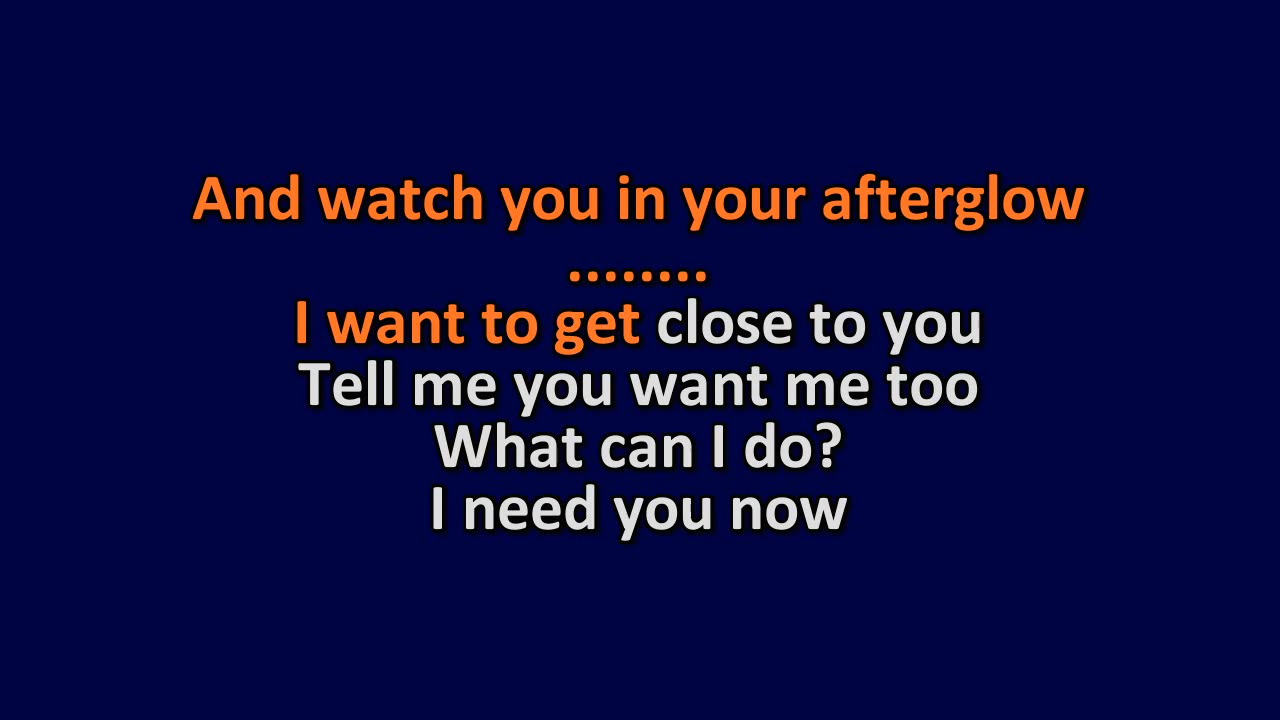 And watch you in your afterglow
........
I want to get close to you
Tell me you want me too
What can I do?
I need you now